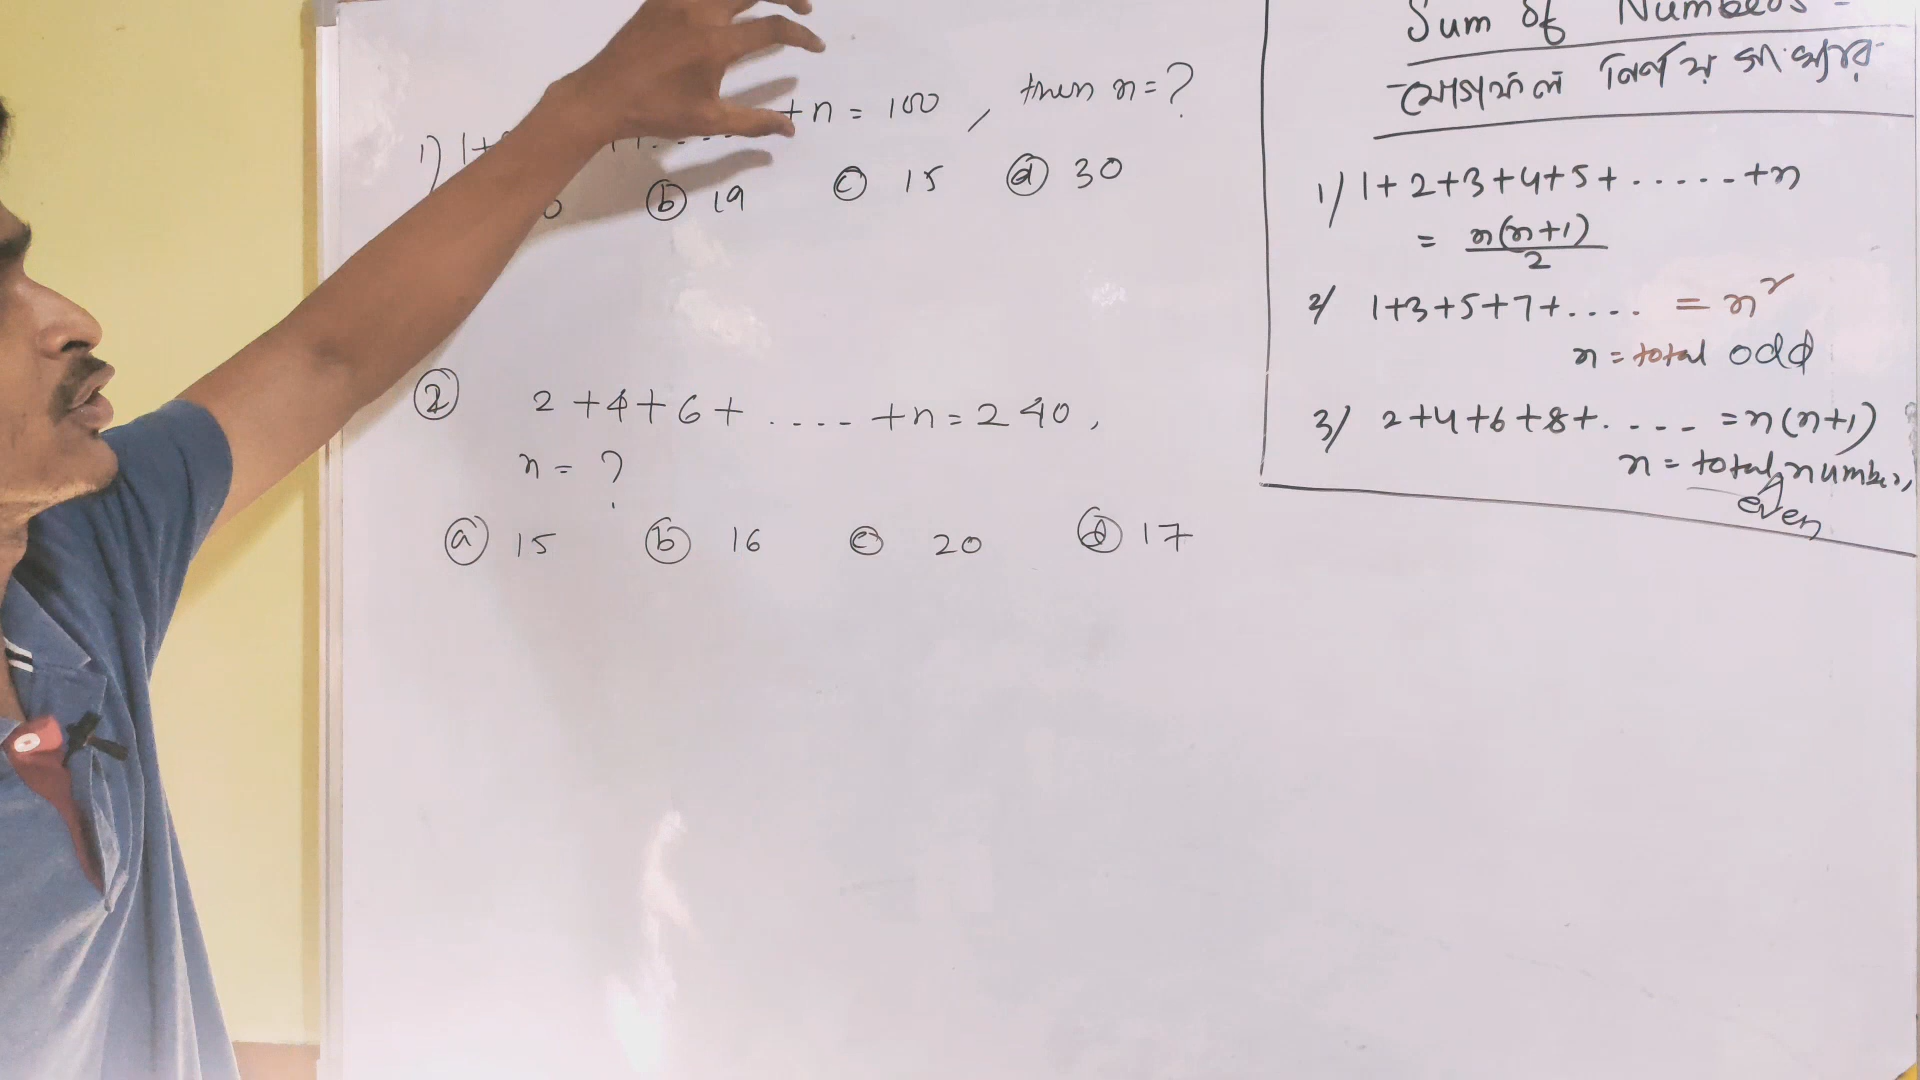 Sum of Numbers -
যোগফল নির্ণয় সংখ্যার
1) 1+ +n = 100 , then n = ?
(b) 19 (c) 15 (d) 30
(2) 2 + 4 + 6 + ..... + n = 240 ,
n = ?
(a) 15 (b) 16 (c) 20 (d) 17
1) 1+2+3+4+5+ ...... +n
= n(n+1)/2
2) 1+3+5+7+ .... = n²
n = total odd
3) 2+4+6+8+ ..... = n(n+1)
n = total number,
even